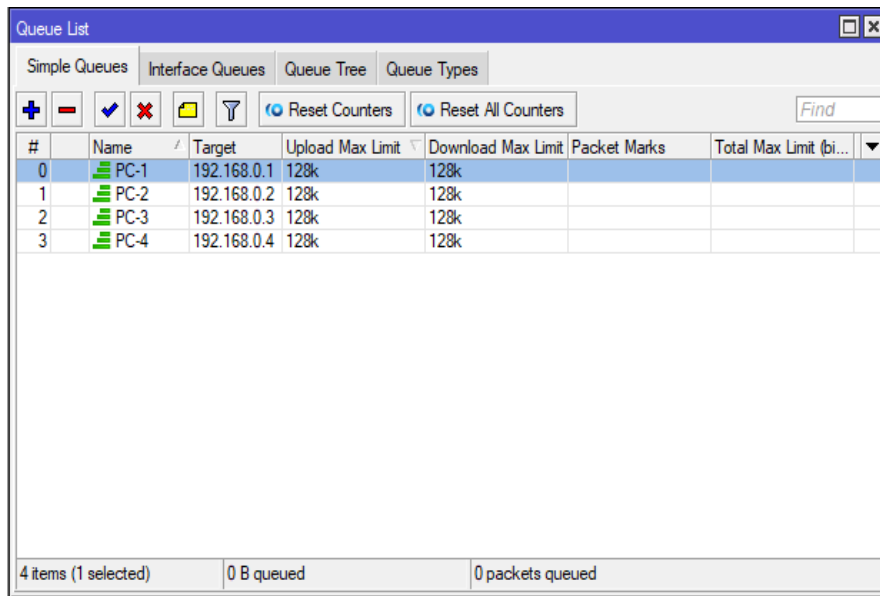 Queue List
Simple Queues Interface Queues Queue Tree Queue Types
Reset Counters Reset All Counters Find
# Name Target Upload Max Limit Download Max Limit Packet Marks Total Max Limit (bi...
0 PC-1 192.168.0.1 128k 128k
1 PC-2 192.168.0.2 128k 128k
2 PC-3 192.168.0.3 128k 128k
3 PC-4 192.168.0.4 128k 128k
4 items (1 selected) 0 B queued 0 packets queued